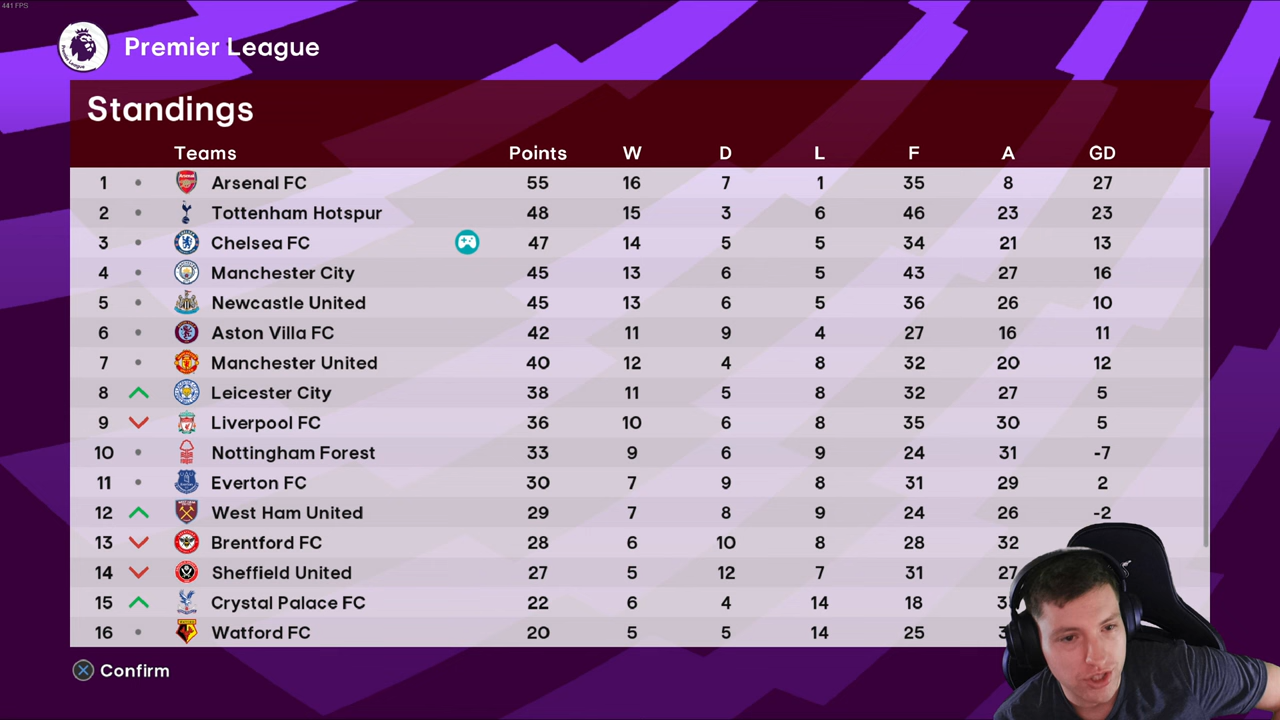 441 FPS
Premier League
Standings
Teams Points W D L F A GD
1 Arsenal FC 55 16 7 1 35 8 27
2 Tottenham Hotspur 48 15 3 6 46 23 23
3 Chelsea FC 47 14 5 5 34 21 13
4 Manchester City 45 13 6 5 43 27 16
5 Newcastle United 45 13 6 5 36 26 10
6 Aston Villa FC 42 11 9 4 27 16 11
7 Manchester United 40 12 4 8 32 20 12
8 Leicester City 38 11 5 8 32 27 5
9 Liverpool FC 36 10 6 8 35 30 5
10 Nottingham Forest 33 9 6 9 24 31 -7
11 Everton FC 30 7 9 8 31 29 2
12 West Ham United 29 7 8 9 24 26 -2
13 Brentford FC 28 6 10 8 28 32
14 Sheffield United 27 5 12 7 31 27
15 Crystal Palace FC 22 6 4 14 18
16 Watford FC 20 5 5 14 25
Confirm